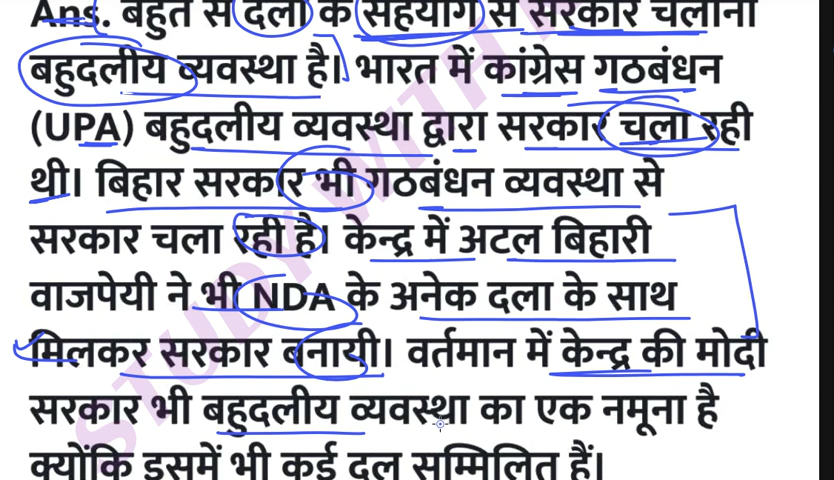 Ans. बहुत से दलों के सहयोग से सरकार चलाना
बहुदलीय व्यवस्था है। भारत में कांग्रेस गठबंधन
(UPA) बहुदलीय व्यवस्था द्वारा सरकार चला रही
थी। बिहार सरकार भी गठबंधन व्यवस्था से
सरकार चला रही है। केन्द्र में अटल बिहारी
वाजपेयी ने भी NDA के अनेक दला के साथ
मिलकर सरकार बनायी। वर्तमान में केन्द्र की मोदी
सरकार भी बहुदलीय व्यवस्था का एक नमूना है
क्योंकि इसमें भी कई दल सम्मिलित हैं।
STUDY WITH